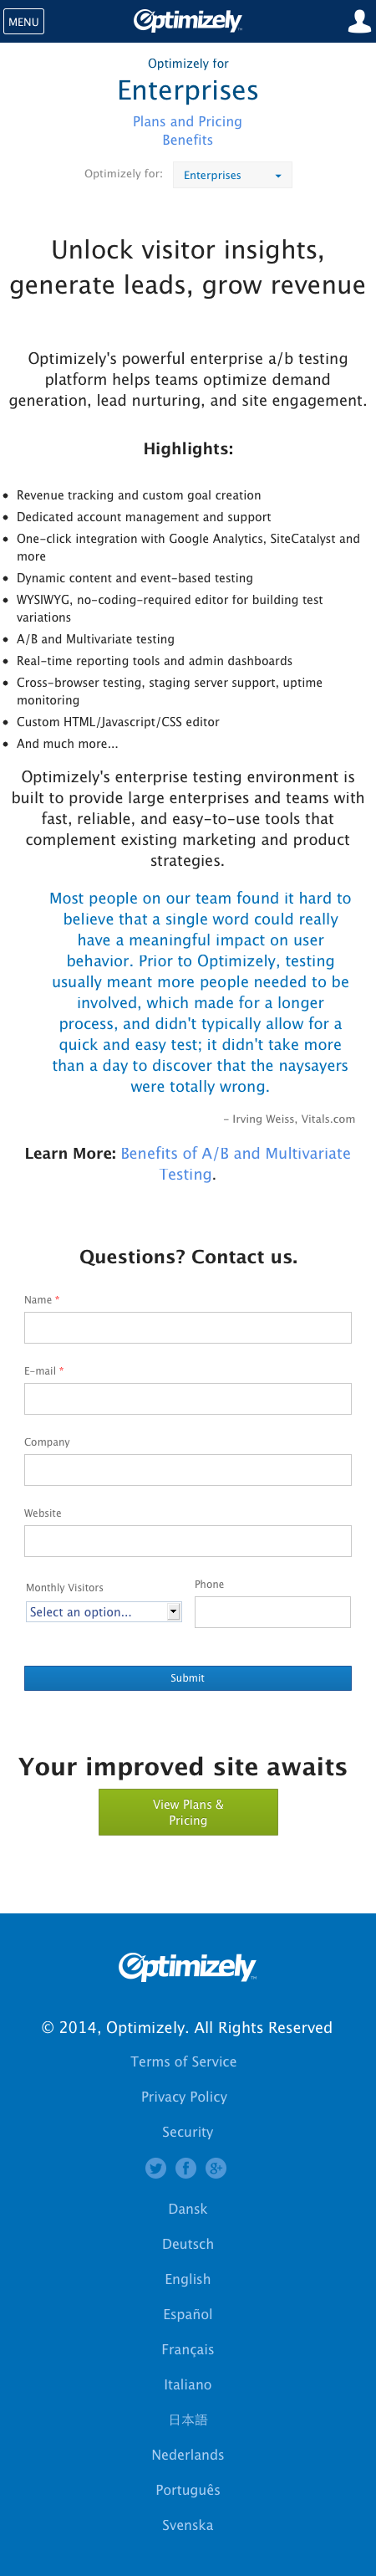 MENU
Optimizely
Optimizely for
Enterprises
Plans and Pricing
Benefits
Optimizely for: Enterprises
Unlock visitor insights,
generate leads, grow revenue
Optimizely's powerful enterprise a/b testing
platform helps teams optimize demand
generation, lead nurturing, and site engagement.
Highlights:
• Revenue tracking and custom goal creation
• Dedicated account management and support
• One-click integration with Google Analytics, SiteCatalyst and
more
• Dynamic content and event-based testing
• WYSIWYG, no-coding-required editor for building test
variations
• A/B and Multivariate testing
• Real-time reporting tools and admin dashboards
• Cross-browser testing, staging server support, uptime
monitoring
• Custom HTML/Javascript/CSS editor
• And much more...
Optimizely's enterprise testing environment is
built to provide large enterprises and teams with
fast, reliable, and easy-to-use tools that
complement existing marketing and product
strategies.
Most people on our team found it hard to
believe that a single word could really
have a meaningful impact on user
behavior. Prior to Optimizely, testing
usually meant more people needed to be
involved, which made for a longer
process, and didn't typically allow for a
quick and easy test; it didn't take more
than a day to discover that the naysayers
were totally wrong.
- Irving Weiss, Vitals.com
Learn More: Benefits of A/B and Multivariate
Testing.
Questions? Contact us.
Name *
E-mail *
Company
Website
Monthly Visitors
Select an option...
Phone
Submit
Your improved site awaits
View Plans &
Pricing
Optimizely
© 2014, Optimizely. All Rights Reserved
Terms of Service
Privacy Policy
Security
Dansk
Deutsch
English
Español
Français
Italiano
日本語
Nederlands
Português
Svenska